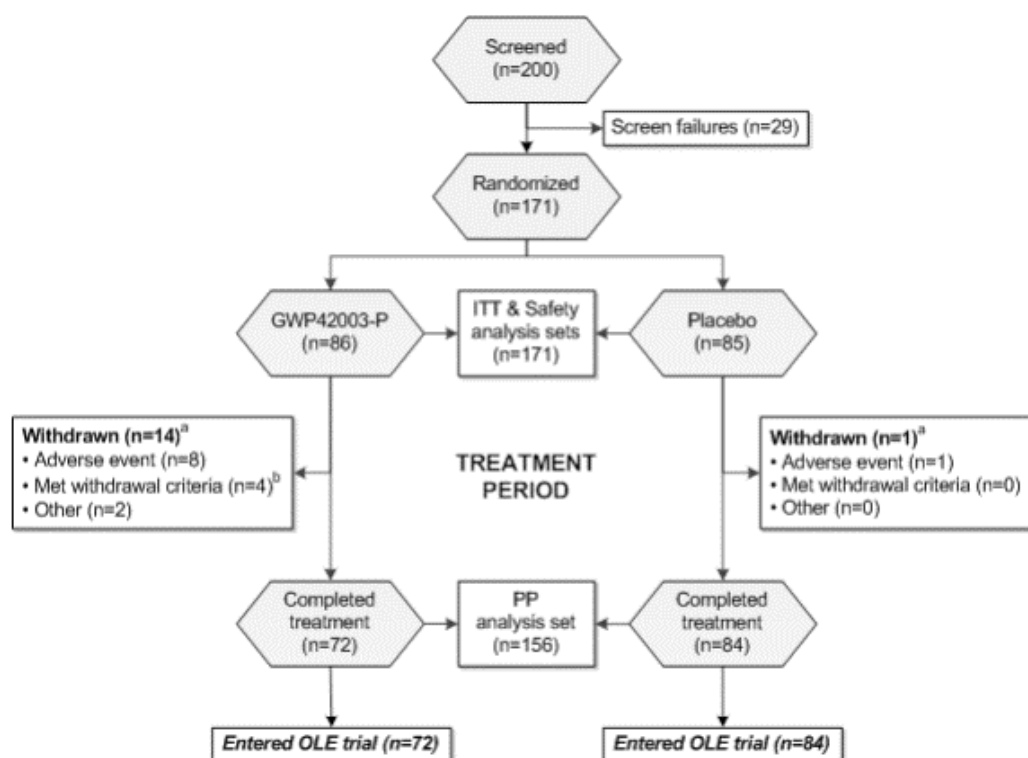 Screened
(n=200)
Screen failures (n=29)
Randomized
(n=171)
GWP42003-P
(n=86)
ITT & Safety
analysis sets
(n=171)
Placebo
(n=85)
Withdrawn (n=14)a
• Adverse event (n=8)
• Met withdrawal criteria (n=4)b
• Other (n=2)
TREATMENT
PERIOD
Withdrawn (n=1)a
• Adverse event (n=1)
• Met withdrawal criteria (n=0)
• Other (n=0)
Completed
treatment
(n=72)
PP
analysis set
(n=156)
Completed
treatment
(n=84)
Entered OLE trial (n=72)
Entered OLE trial (n=84)